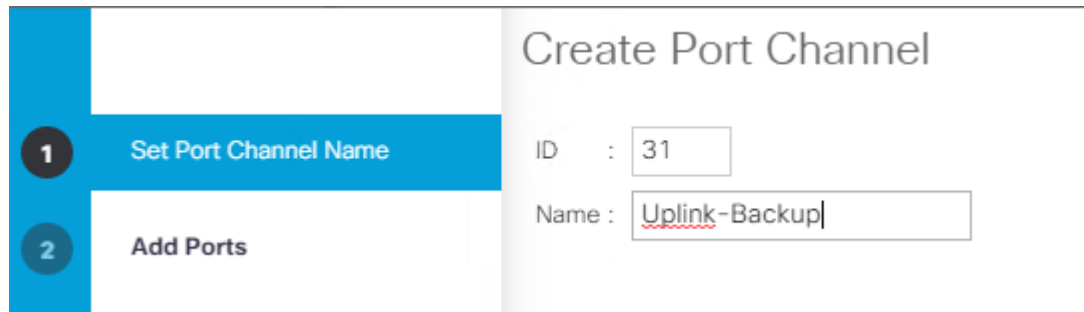 Create Port Channel
1 Set Port Channel Name
2 Add Ports
ID : 31
Name : Uplink-Backup